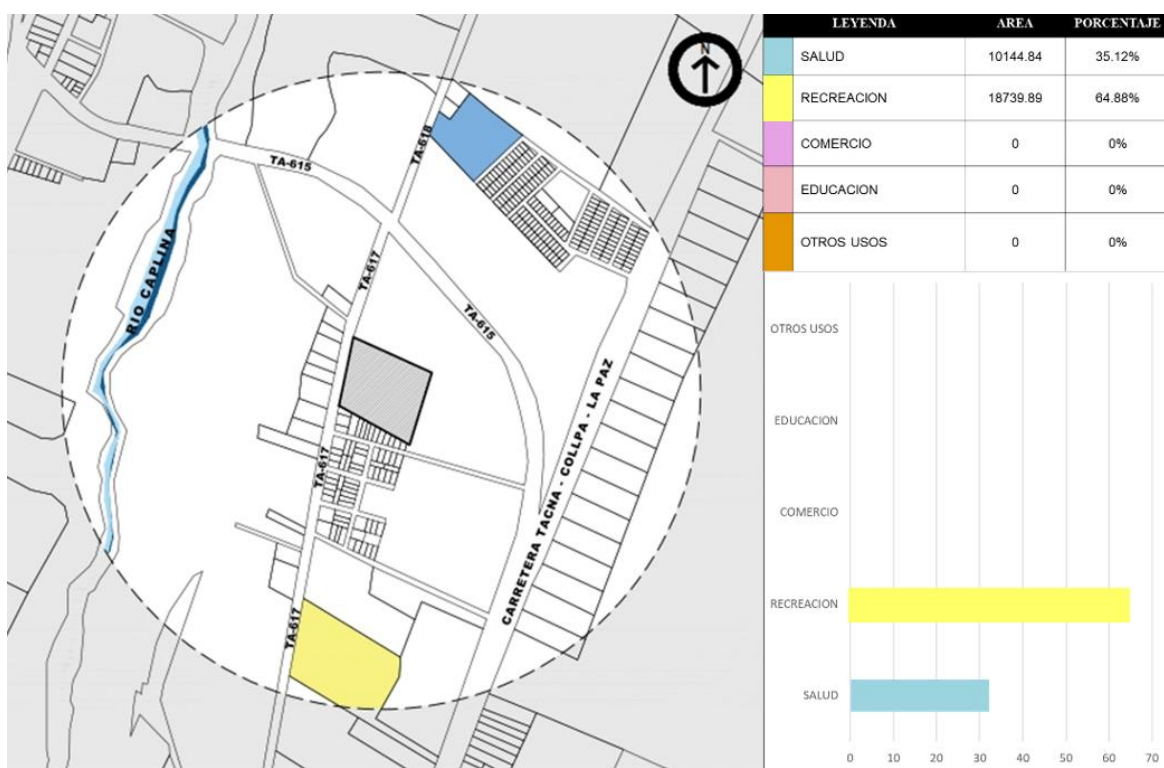 N
TA-618
TA-615
RIO CAPLINA
TA-617
TA-615
TA-617
CARRETERA TACNA - COLLPA - LA PAZ
TA-617
LEYENDA AREA PORCENTAJE
SALUD 10144.84 35.12%
RECREACION 18739.89 64.88%
COMERCIO 0 0%
EDUCACION 0 0%
OTROS USOS 0 0%
OTROS USOS
EDUCACION
COMERCIO
RECREACION
SALUD
0 10 20 30 40 50 60 70